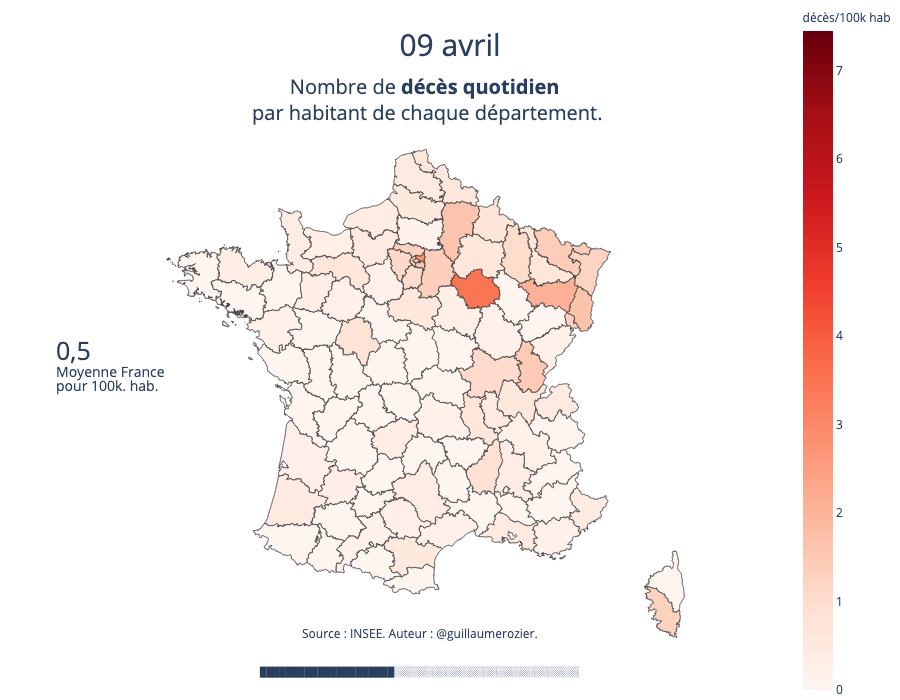 décès/100k hab
09 avril
Nombre de décès quotidien
par habitant de chaque département.
7
6
5
4
3
2
1
0
0,5
Moyenne France
pour 100k. hab.
Source : INSEE. Auteur : @guillaumerozier.